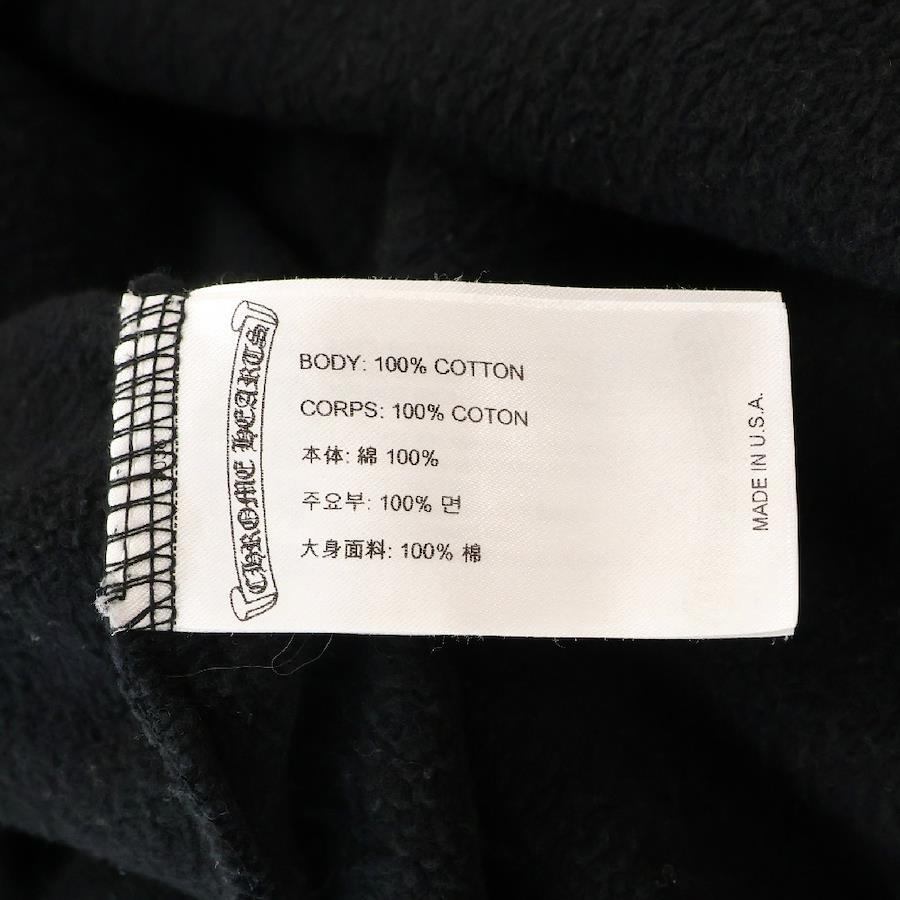 CHROME HEARTS
BODY: 100% COTTON
CORPS: 100% COTON
本体: 綿 100%
주요부: 100% 면
大身面料: 100% 棉
MADE IN U.S.A.